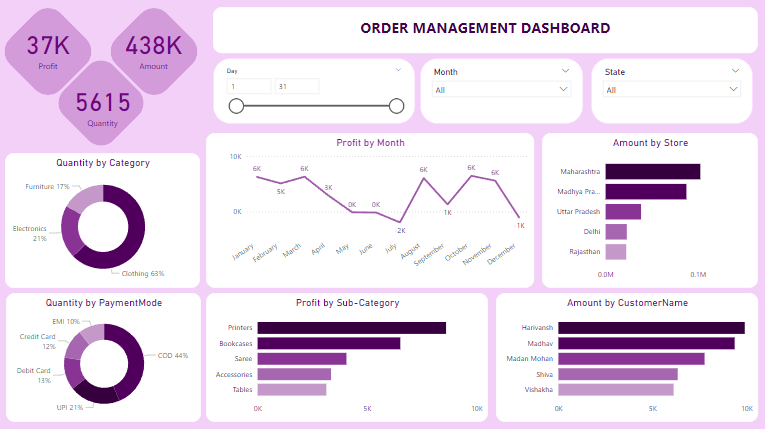 37K
Profit
438K
Amount
5615
Quantity
ORDER MANAGEMENT DASHBOARD
Day
1
31
Month
All
State
All
Quantity by Category
Furniture 17%
Electronics
21%
Clothing 63%
Profit by Month
10K
0K
6K
5K
6K
3K
0K
0K
-2K
6K
1K
6K
6K
1K
January
February
March
April
May
June
July
August
September
October
November
December
Amount by Store
Maharashtra
Madhya Pra...
Uttar Pradesh
Delhi
Rajasthan
0.0M
0.1M
Quantity by PaymentMode
EMI 10%
Credit Card
12%
Debit Card
13%
UPI 21%
COD 44%
Profit by Sub-Category
Printers
Bookcases
Saree
Accessories
Tables
0K
5K
10K
Amount by CustomerName
Harivansh
Madhav
Madan Mohan
Shiva
Vishakha
0K
5K
10K